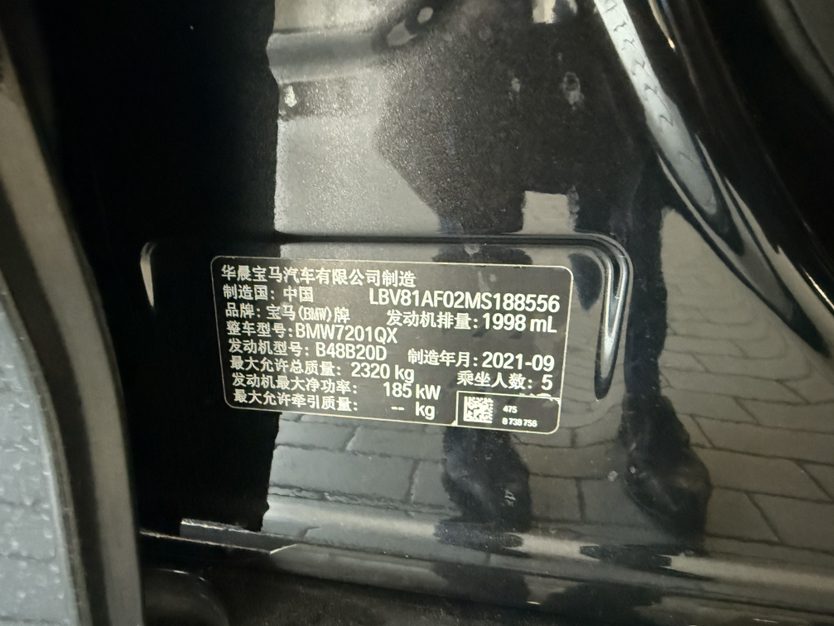 华晨宝马汽车有限公司制造
制造国: 中国 LBV81AF02MS188556
品牌: 宝马(BMW)牌 发动机排量: 1998 mL
整车型号: BMW7201QX
发动机型号: B48B20D 制造年月: 2021-09
最大允许总质量: 2320 kg 乘坐人数: 5
发动机最大净功率: 185 kW
最大允许牵引质量: -- kg
475
8 738 756